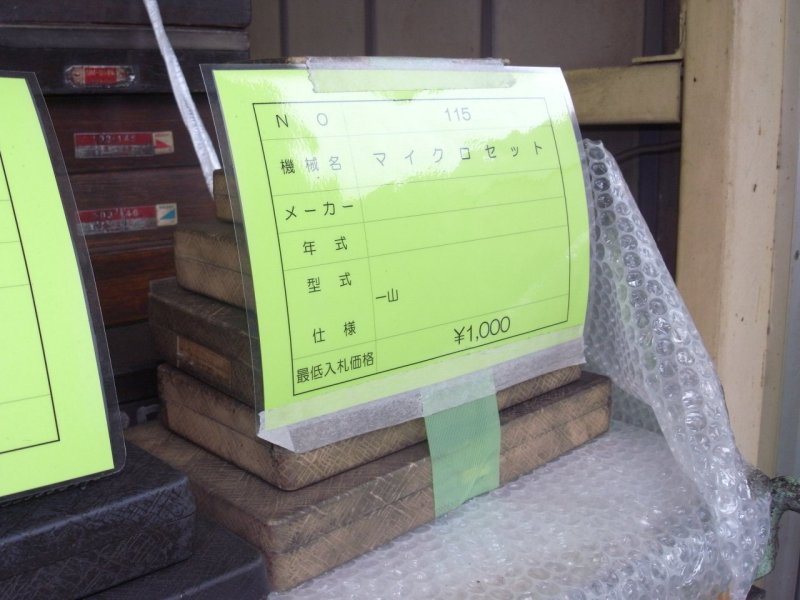 NO 115
機械名 マイクロセット
メーカー
年式
型式
一山
仕様
最低入札価格 ¥1,000